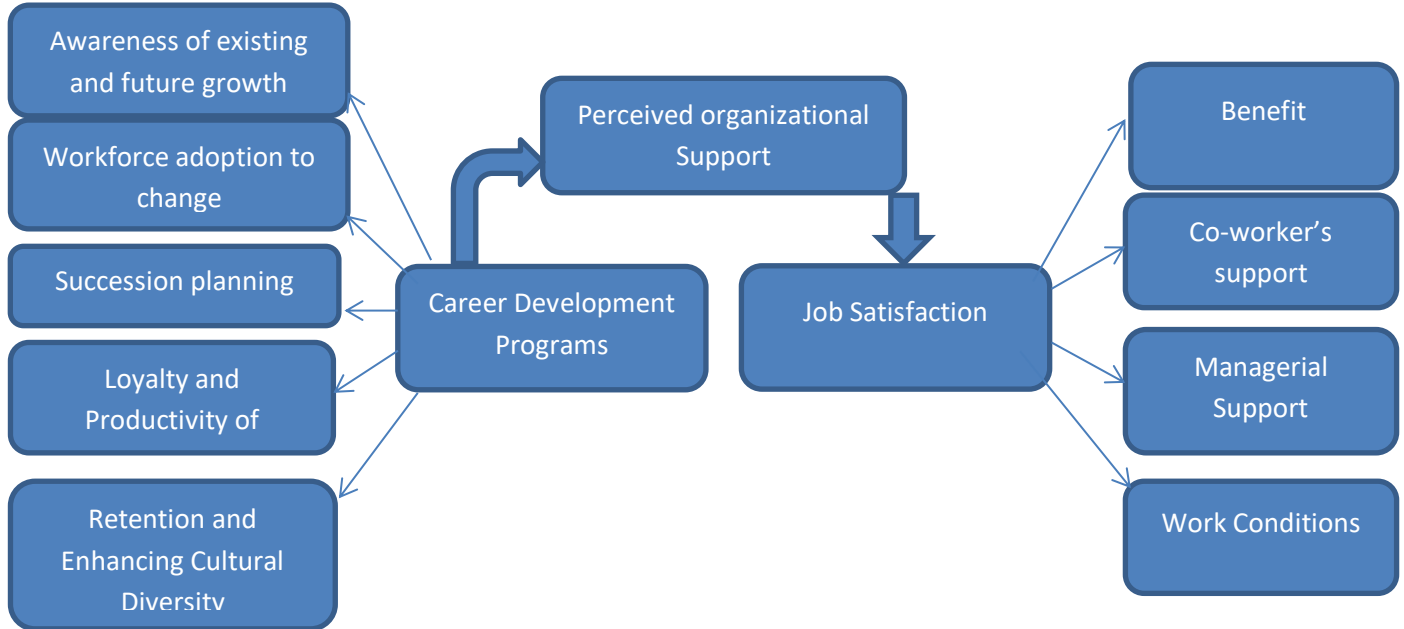 Awareness of existing
and future growth
Workforce adoption to
change
Succession planning
Loyalty and
Productivity of
Retention and
Enhancing Cultural
Diversity
Career Development
Programs
Perceived organizational
Support
Job Satisfaction
Benefit
Co-worker’s
support
Managerial
Support
Work Conditions